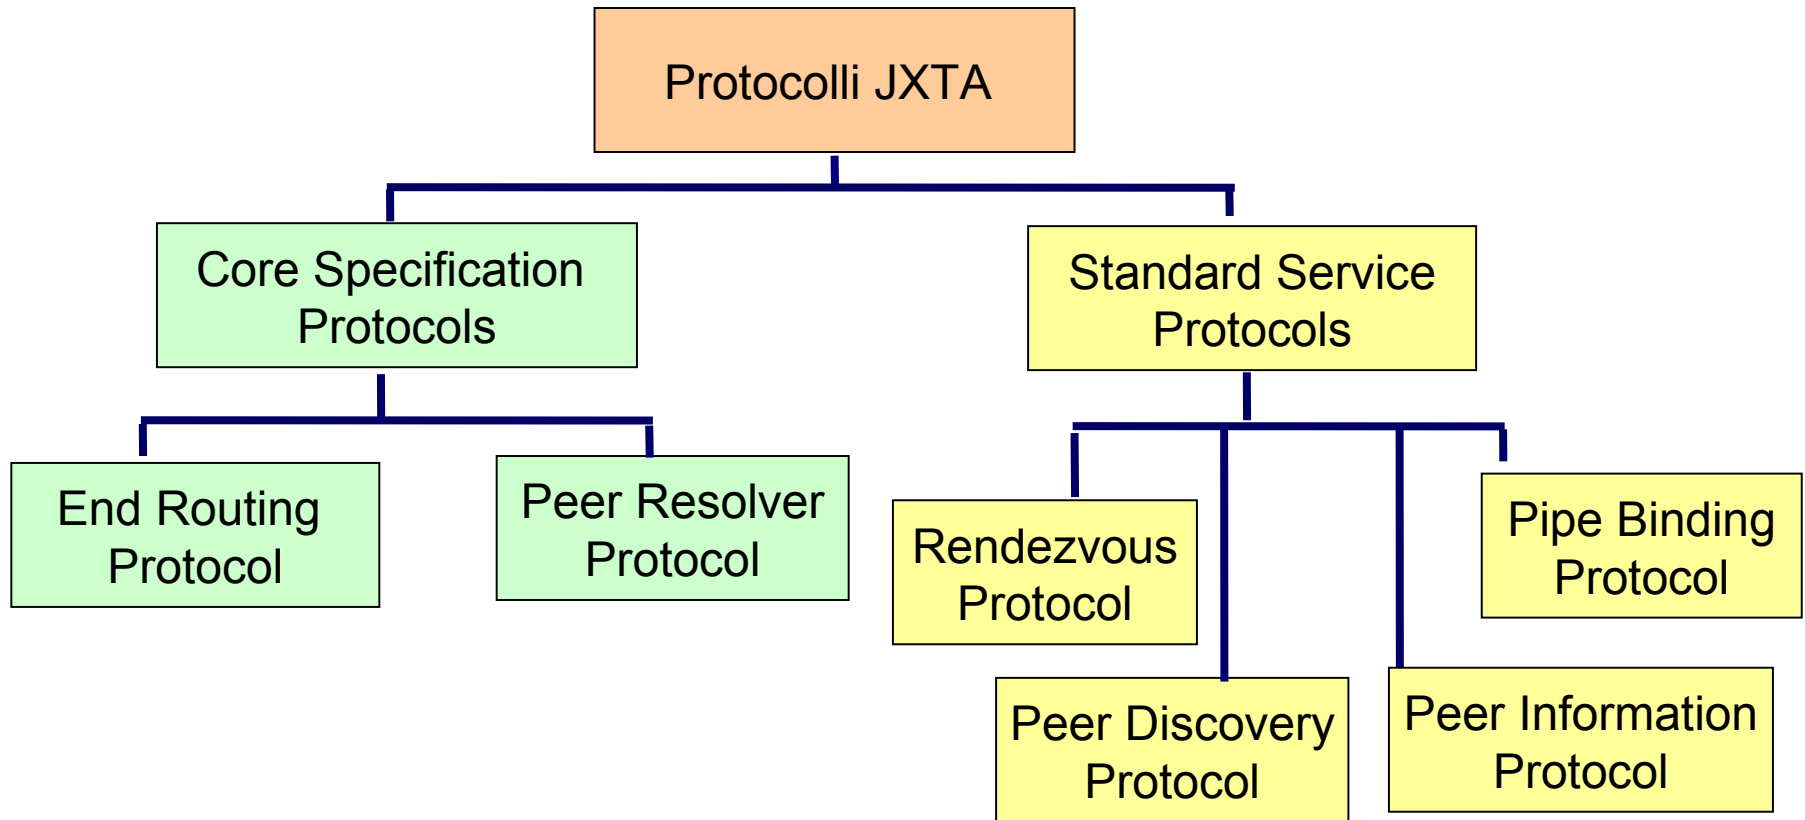 Protocolli JXTA
Core Specification
Protocols
Standard Service
Protocols
End Routing
Protocol
Peer Resolver
Protocol
Rendezvous
Protocol
Pipe Binding
Protocol
Peer Discovery
Protocol
Peer Information
Protocol